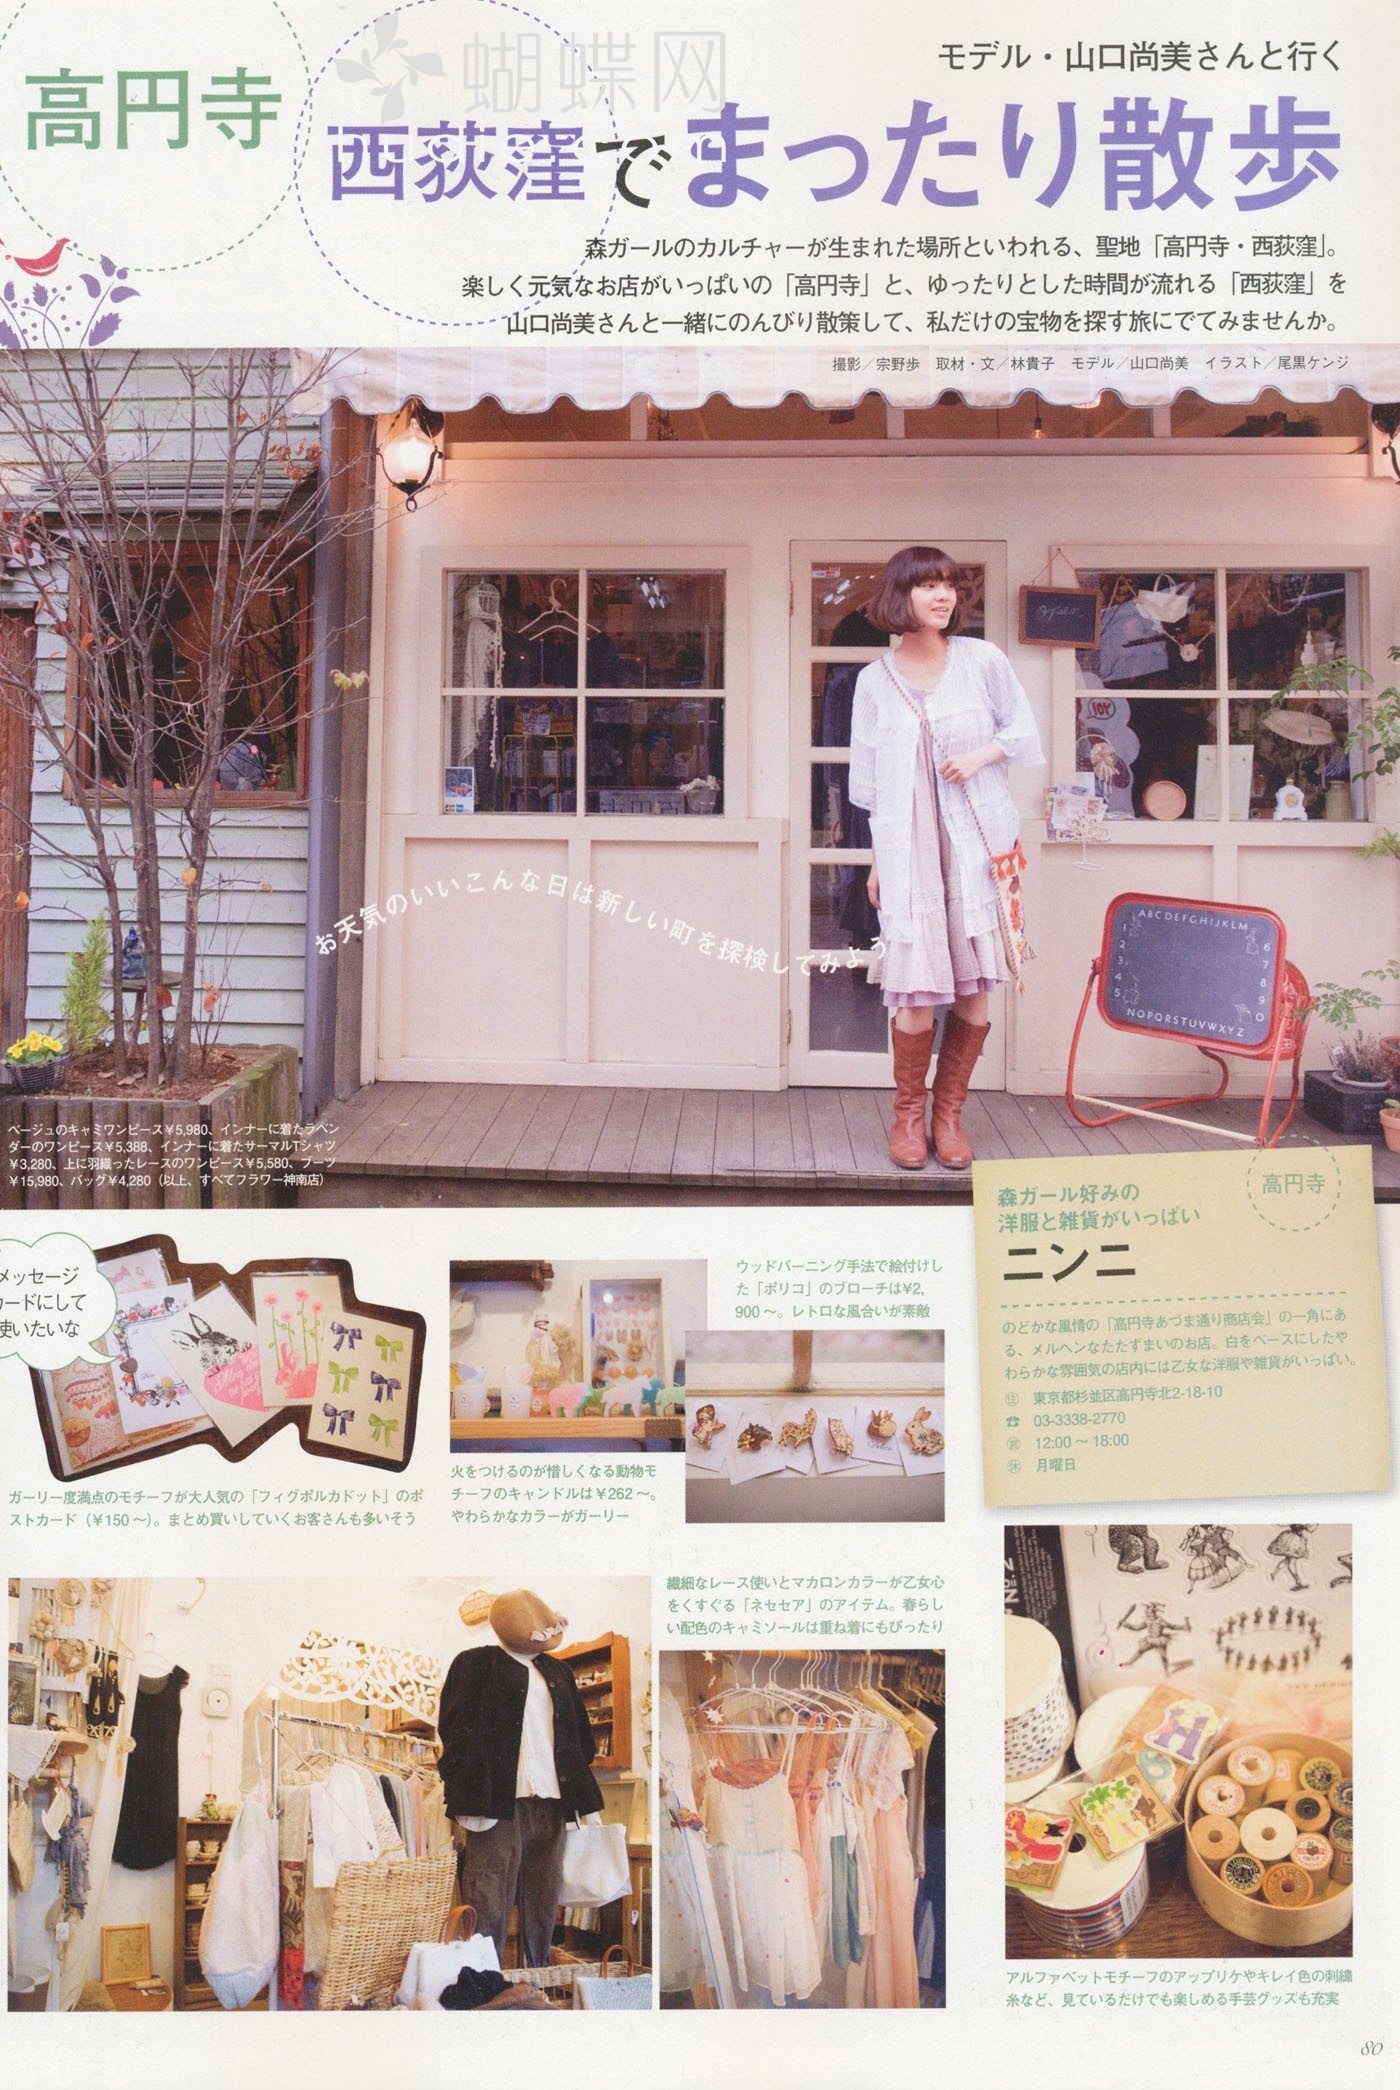 蝴蝶网
高円寺
西荻窪でまったり散歩
モデル・山口尚美さんと行く
森ガールのカルチャーが生まれた場所といわれる、聖地「高円寺・西荻窪」。
楽しく元気なお店がいっぱいの「高円寺」と、ゆったりとした時間が流れる「西荻窪」を
山口尚美さんと一緒にのんびり散策して、私だけの宝物を探す旅にでてみませんか。
撮影／宗野歩　取材・文／林貴子　モデル／山口尚美　イラスト／尾黒ケンジ
open
JOY
お天気のいいこんな日は新しい町を探検してみよう
ABCDEFGHIJKLM
1 6
2 7
3 8
4 9
5 0
NOPQRSTUVWXYZ
ベージュのキャミワンピース¥5,980、インナーに着たラベン
ダーのワンピース¥5,388、インナーに着たサーマルTシャツ
¥3,280、上に羽織ったレースのワンピース¥5,580、ブーツ
¥15,980、バッグ¥4,280（以上、すべてフラワー神南店）
高円寺
森ガール好みの
洋服と雑貨がいっぱい
ニンニ
のどかな風情の「高円寺あづま通り商店会」の一角にあ
る、メルヘンなたたずまいのお店。白をベースにしたや
わらかな雰囲気の店内には乙女な洋服や雑貨がいっぱい。
㊟ 東京都杉並区高円寺北2-18-10
☎ 03-3338-2770
㊠ 12:00～18:00
㊡ 月曜日
メッセージ
カードにして
使いたいな
ガーリー度満点のモチーフが大人気の「フィグポルカドット」のポ
ストカード（¥150～）。まとめ買いしていくお客さんも多いそう
ウッドバーニング手法で絵付けし
た「ポリコ」のブローチは¥2,
900～。レトロな風合いが素敵
火をつけるのが惜しくなる動物モ
チーフのキャンドルは¥262～。
やわらかなカラーがガーリー
繊細なレース使いとマカロンカラーが乙女心
をくすぐる「ネセセア」のアイテム。春らし
い配色のキャミソールは重ね着にもぴったり
No.2
H
S
アルファベットモチーフのアップリケやキレイ色の刺繍
糸など、見ているだけでも楽しめる手芸グッズも充実
80